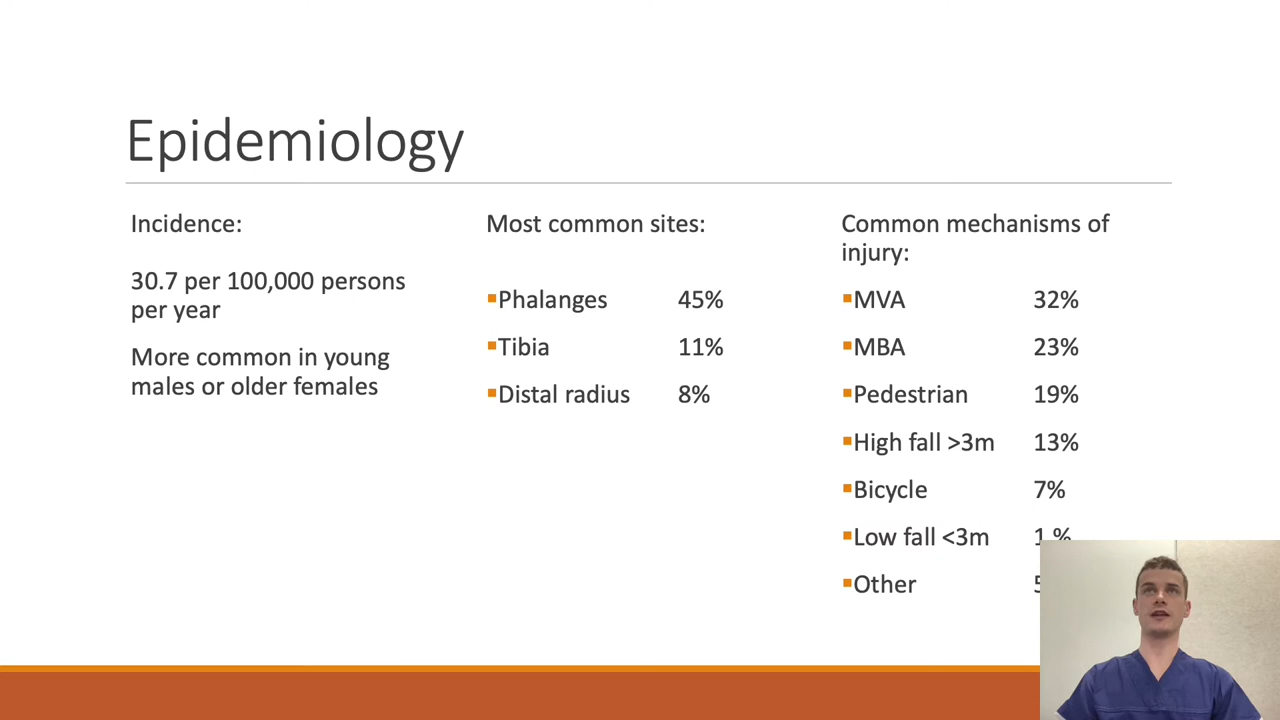 Epidemiology
Incidence:
30.7 per 100,000 persons
per year
More common in young
males or older females
Most common sites:
Phalanges 45%
Tibia 11%
Distal radius 8%
Common mechanisms of
injury:
MVA 32%
MBA 23%
Pedestrian 19%
High fall >3m 13%
Bicycle 7%
Low fall <3m 1 %
Other